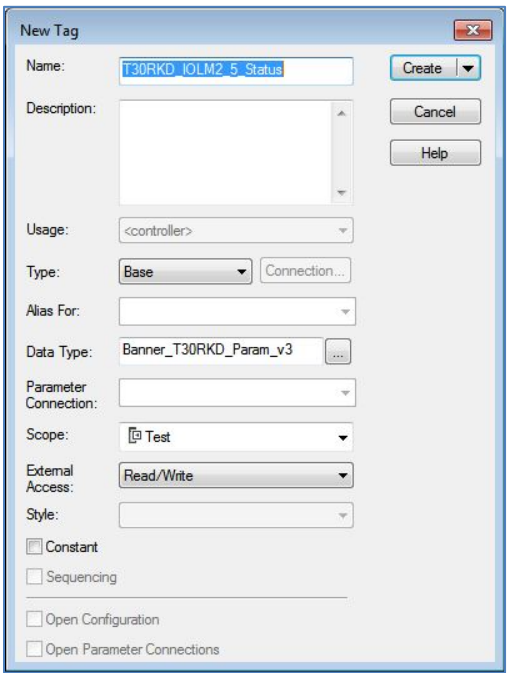 New Tag
Name: T30RKD_IOLM2_5_Status Create
Description: Cancel
Help
Usage: <controller>
Type: Base Connection...
Alias For:
Data Type: Banner_T30RKD_Param_v3 ...
Parameter
Connection:
Scope: Test
External
Access: Read/Write
Style:
Constant
Sequencing
Open Configuration
Open Parameter Connections